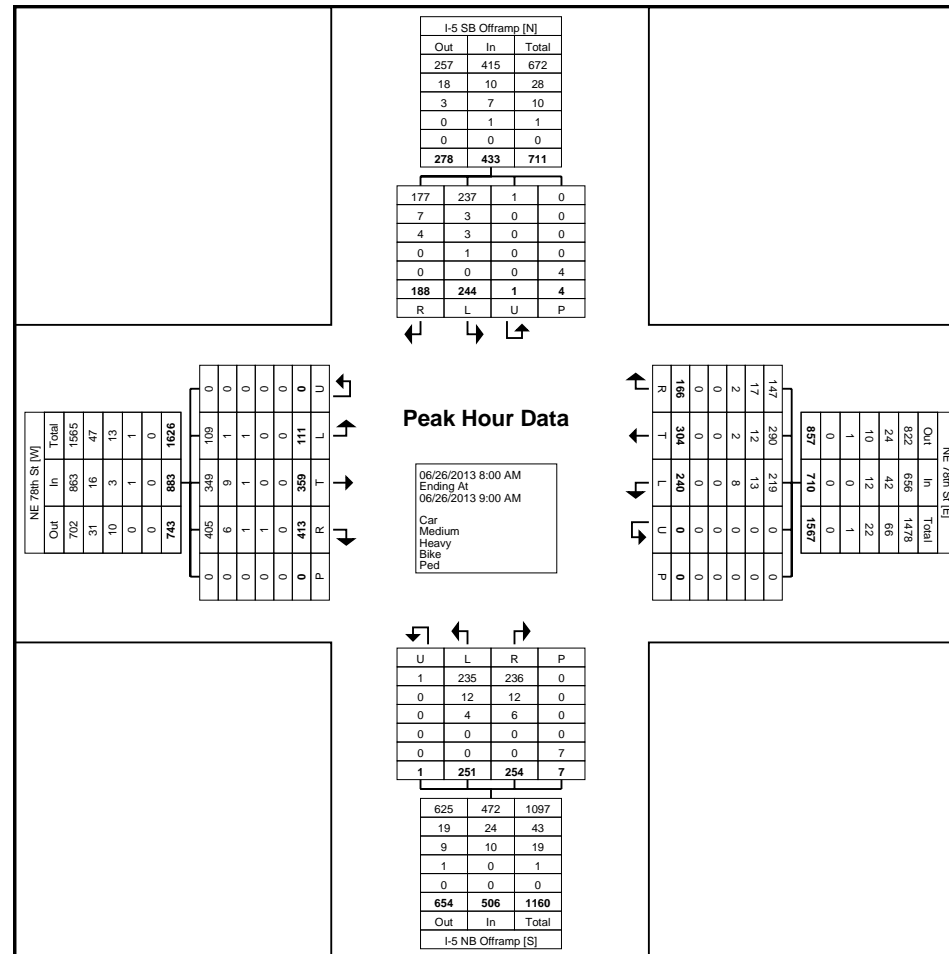 I-5 SB Offramp [N]
Out In Total
257 415 672
18 10 28
3 7 10
0 1 1
0 0 0
278 433 711
177 237 1 0
7 3 0 0
4 3 0 0
0 1 0 0
0 0 0 4
188 244 1 4
R L U P
NE 78th St [W]
Total 1565 47 13 1 0 1626
In 863 16 3 1 0 883
Out 702 31 10 0 0 743
0 0 0 0 0 0 U
109 1 1 0 0 111 L
349 9 1 0 0 359 T
405 6 1 1 0 413 R
0 0 0 0 0 0 P
Peak Hour Data
06/26/2013 8:00 AM
Ending At
06/26/2013 9:00 AM
Car
Medium
Heavy
Bike
Ped
R 166 0 0 2 17 147
T 304 0 0 2 12 290
L 240 0 0 8 13 219
U 0 0 0 0 0 0
P 0 0 0 0 0 0
857 0 1 10 24 822 Out
710 0 0 12 42 656 In
1567 0 1 22 66 1478 Total
NE 78th St [E]
U L R P
1 235 236 0
0 12 12 0
0 4 6 0
0 0 0 0
0 0 0 7
1 251 254 7
625 472 1097
19 24 43
9 10 19
1 0 1
0 0 0
654 506 1160
Out In Total
I-5 NB Offramp [S]